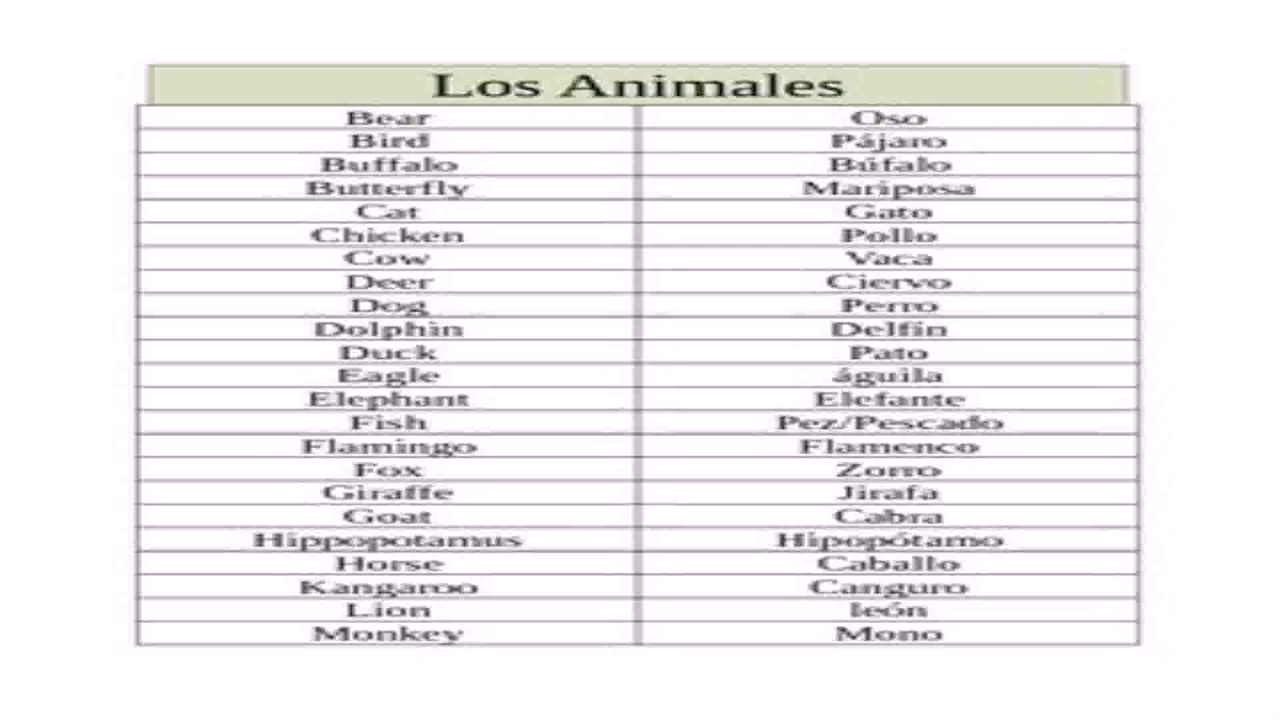 Los Animales
Bear Oso
Bird Pájaro
Buffalo Búfalo
Butterfly Mariposa
Cat Gato
Chicken Pollo
Cow Vaca
Deer Ciervo
Dog Perro
Dolphin Delfín
Duck Pato
Eagle águila
Elephant Elefante
Fish Pez/Pescado
Flamingo Flamenco
Fox Zorro
Giraffe Jirafa
Goat Cabra
Hippopotamus Hipopótamo
Horse Caballo
Kangaroo Canguro
Lion león
Monkey Mono